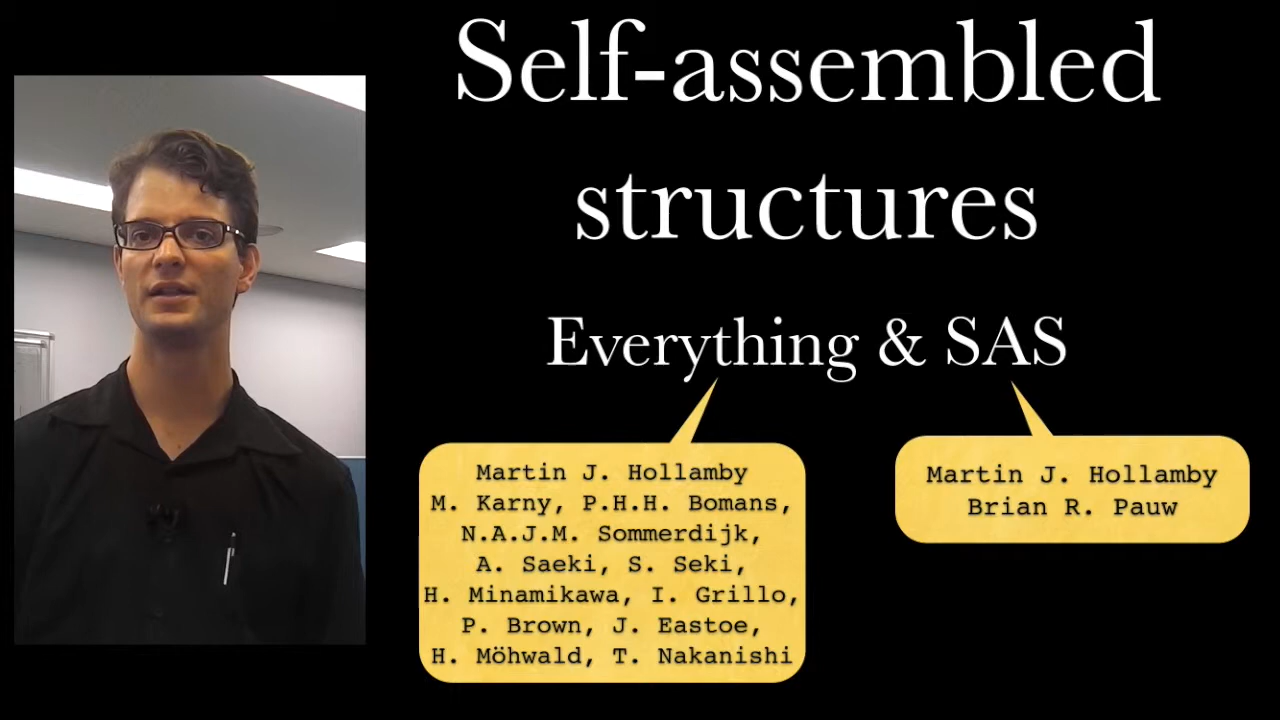 Self-assembled
structures
Everything & SAS
Martin J. Hollamby
M. Karny, P.H.H. Bomans,
N.A.J.M. Sommerdijk,
A. Saeki, S. Seki,
H. Minamikawa, I. Grillo,
P. Brown, J. Eastoe,
H. Möhwald, T. Nakanishi
Martin J. Hollamby
Brian R. Pauw